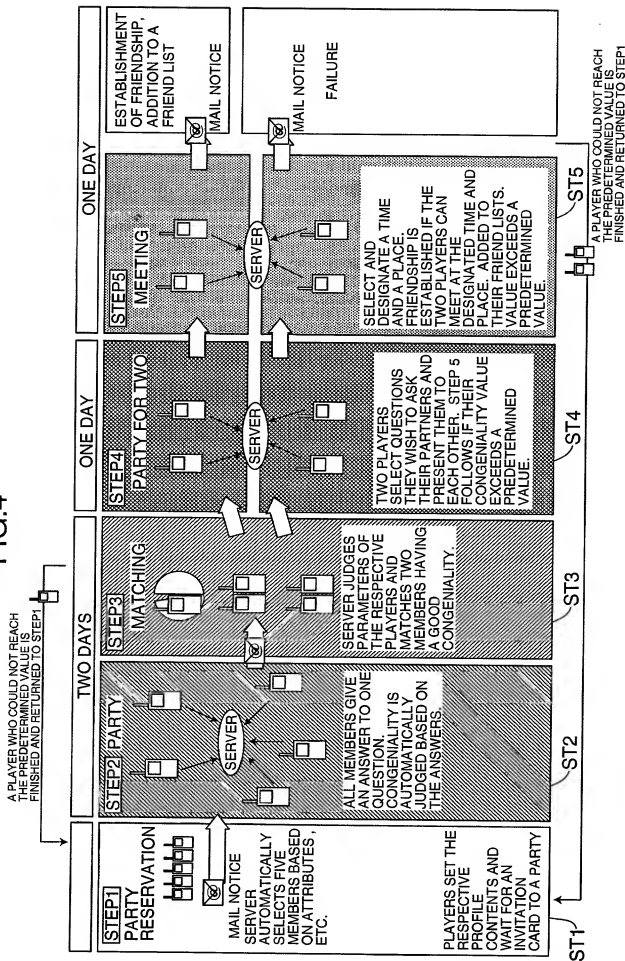 FIG.4
A PLAYER WHO COULD NOT REACH
THE PREDETERMINED VALUE IS
FINISHED AND RETURNED TO STEP1
TWO DAYS
ONE DAY
ONE DAY
STEP1
PARTY
RESERVATION
MAIL NOTICE
SERVER
AUTOMATICALLY
SELECTS FIVE
MEMBERS BASED
ON ATTRIBUTES ,
ETC.
PLAYERS SET THE
RESPECTIVE
PROFILE
CONTENTS AND
WAIT FOR AN
INVITATION
CARD TO A PARTY
ST1
STEP2 PARTY
SERVER
ALL MEMBERS GIVE
AN ANSWER TO ONE
QUESTION.
CONGENIALITY IS
AUTOMATICALLY
JUDGED BASED ON
THE ANSWERS.
ST2
STEP3
MATCHING
SERVER JUDGES
PARAMETERS OF
THE RESPECTIVE
PLAYERS AND
MATCHES TWO
MEMBERS HAVING
A GOOD
CONGENIALITY.
ST3
STEP4
PARTY FOR TWO
SERVER
TWO PLAYERS
SELECT QUESTIONS
THEY WISH TO ASK
THEIR PARTNERS AND
PRESENT THEM TO
EACH OTHER. STEP 5
FOLLOWS IF THEIR
CONGENIALITY VALUE
EXCEEDS A
PREDETERMINED
VALUE.
ST4
STEP5
MEETING
SERVER
SELECT AND
DESIGNATE A TIME
AND A PLACE.
FRIENDSHIP IS
ESTABLISHED IF THE
TWO PLAYERS CAN
MEET AT THE
DESIGNATED TIME AND
PLACE. ADDED TO
THEIR FRIEND LISTS.
VALUE EXCEEDS A
PREDETERMINED
VALUE.
ST5
ESTABLISHMENT
OF FRIENDSHIP,
ADDITION TO A
FRIEND LIST
MAIL NOTICE
MAIL NOTICE
FAILURE
A PLAYER WHO COULD NOT REACH
THE PREDETERMINED VALUE IS
FINISHED AND RETURNED TO STEP1